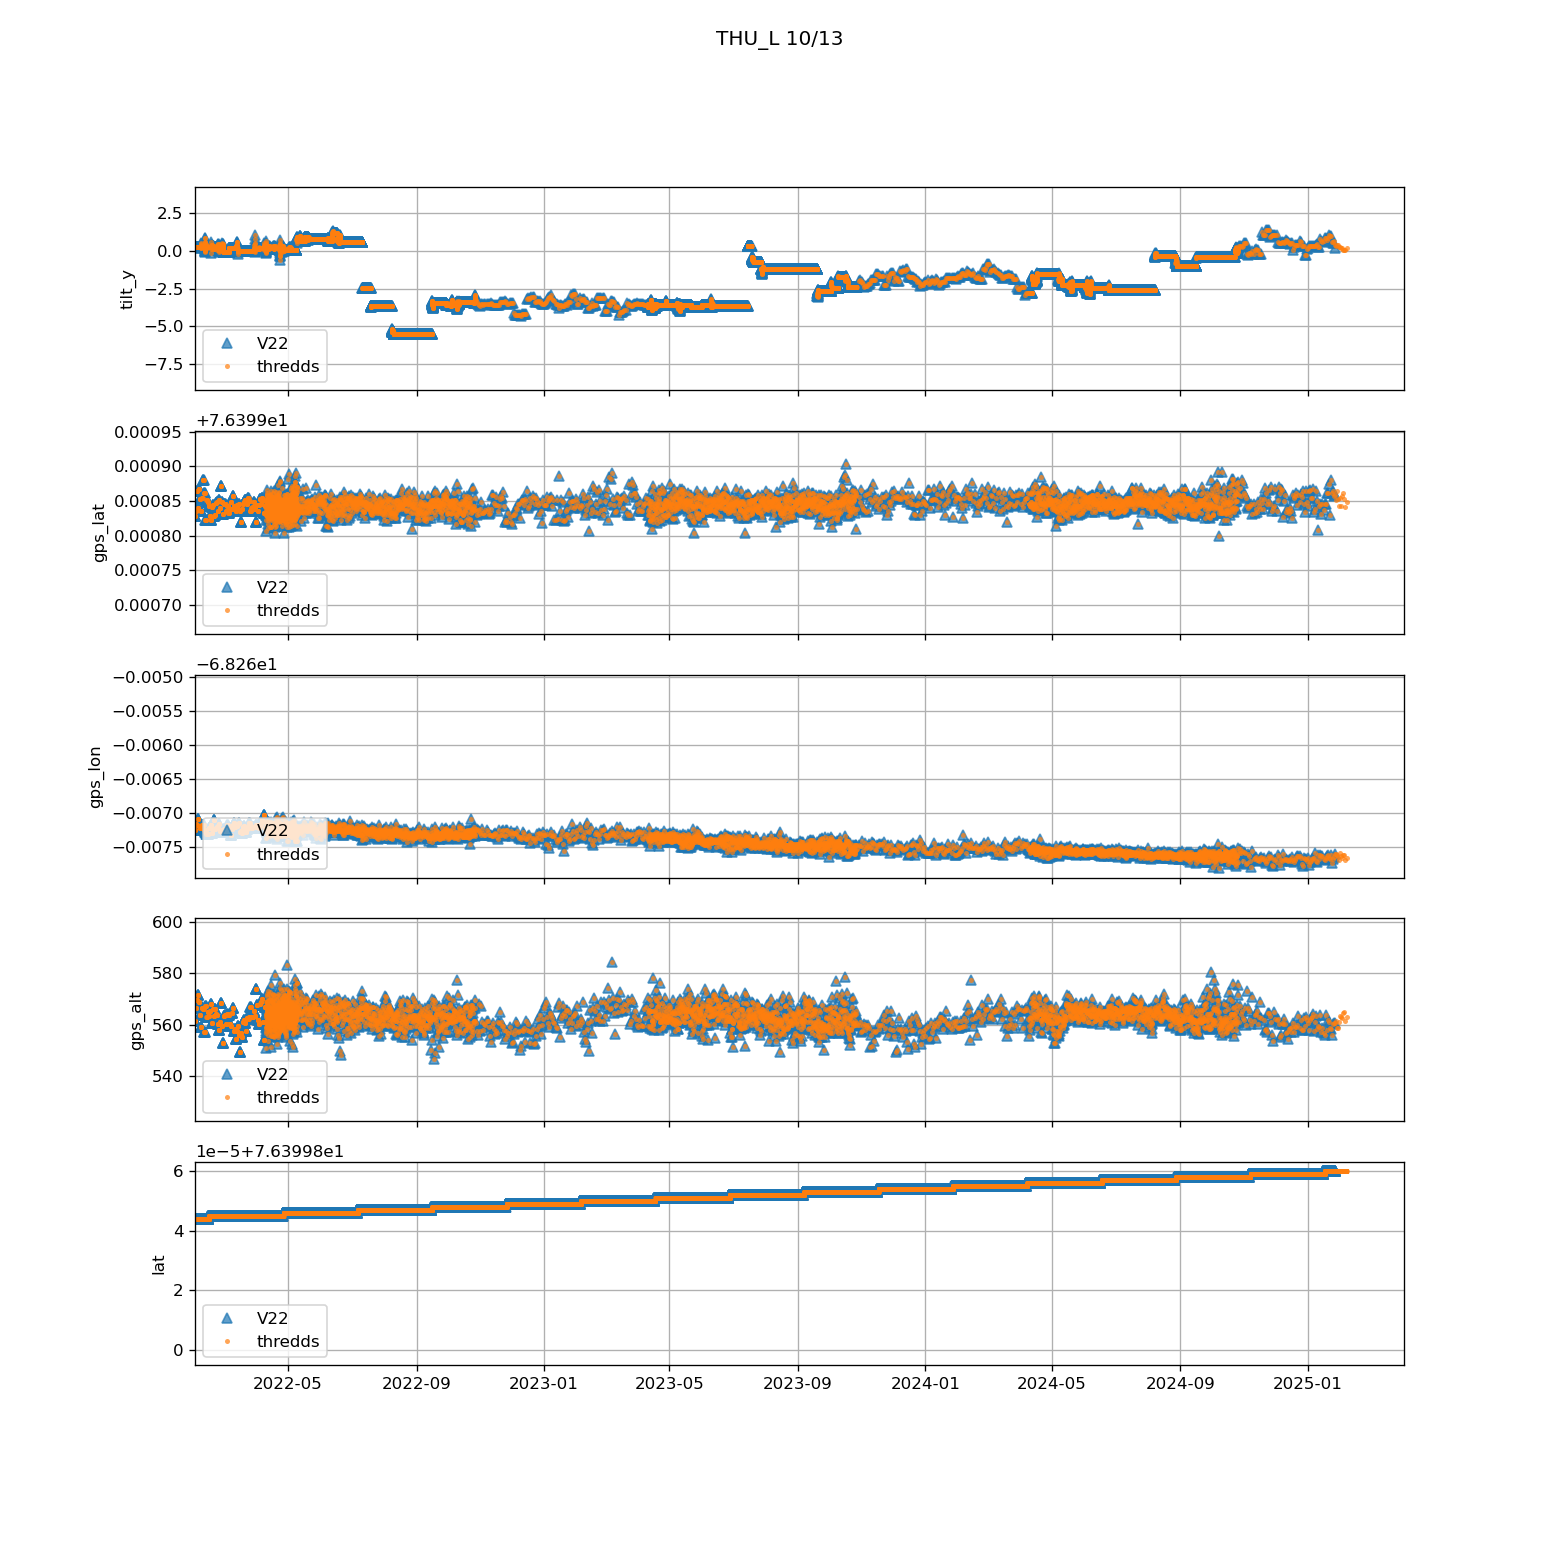 THU_L 10/13
2.5
0.0
−2.5
−5.0
−7.5
tilt_y
V22
thredds
+7.6399e1
0.00095
0.00090
0.00085
0.00080
0.00075
0.00070
gps_lat
V22
thredds
−6.826e1
−0.0050
−0.0055
−0.0060
−0.0065
−0.0070
−0.0075
gps_lon
V22
thredds
600
580
560
540
gps_alt
V22
thredds
1e−5+7.63998e1
6
4
2
0
lat
V22
thredds
2022-05 2022-09 2023-01 2023-05 2023-09 2024-01 2024-05 2024-09 2025-01